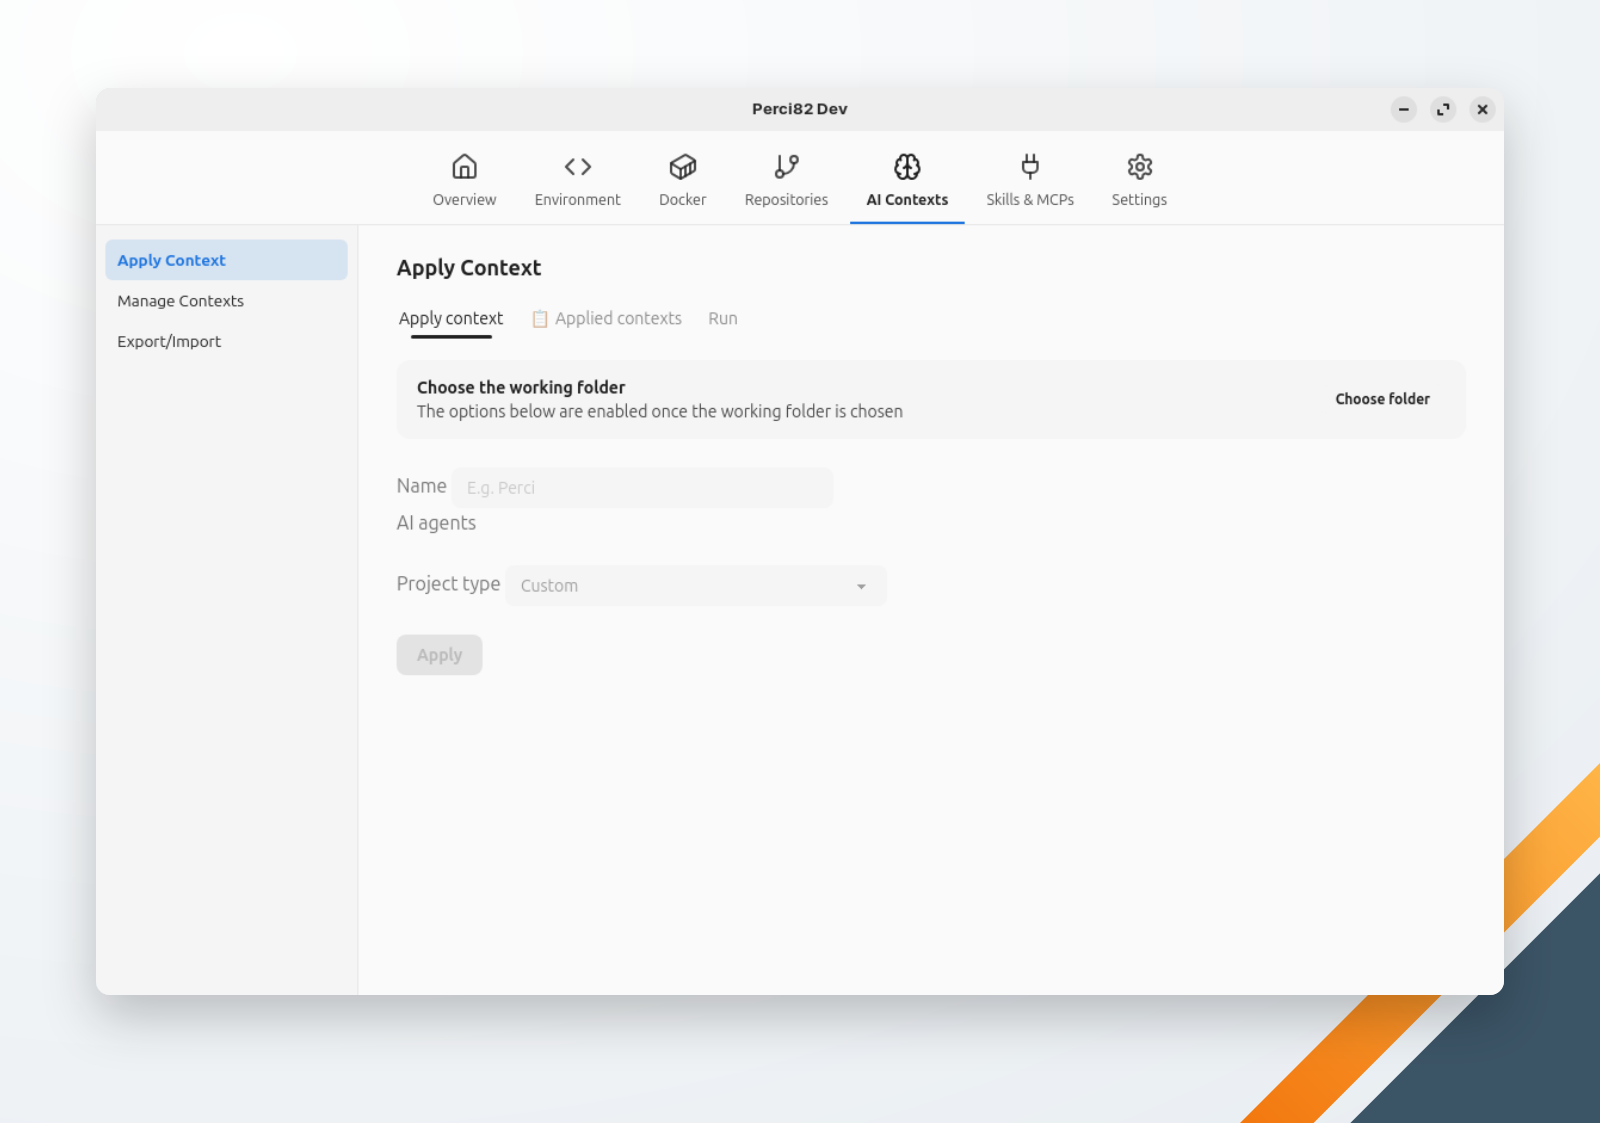 Perci82 Dev
Overview
Environment
Docker
Repositories
AI Contexts
Skills & MCPs
Settings
Apply Context
Manage Contexts
Export/Import
Apply Context
Apply context
Applied contexts
Run
Choose the working folder
The options below are enabled once the working folder is chosen
Choose folder
Name
E.g. Perci
AI agents
Project type
Custom
Apply